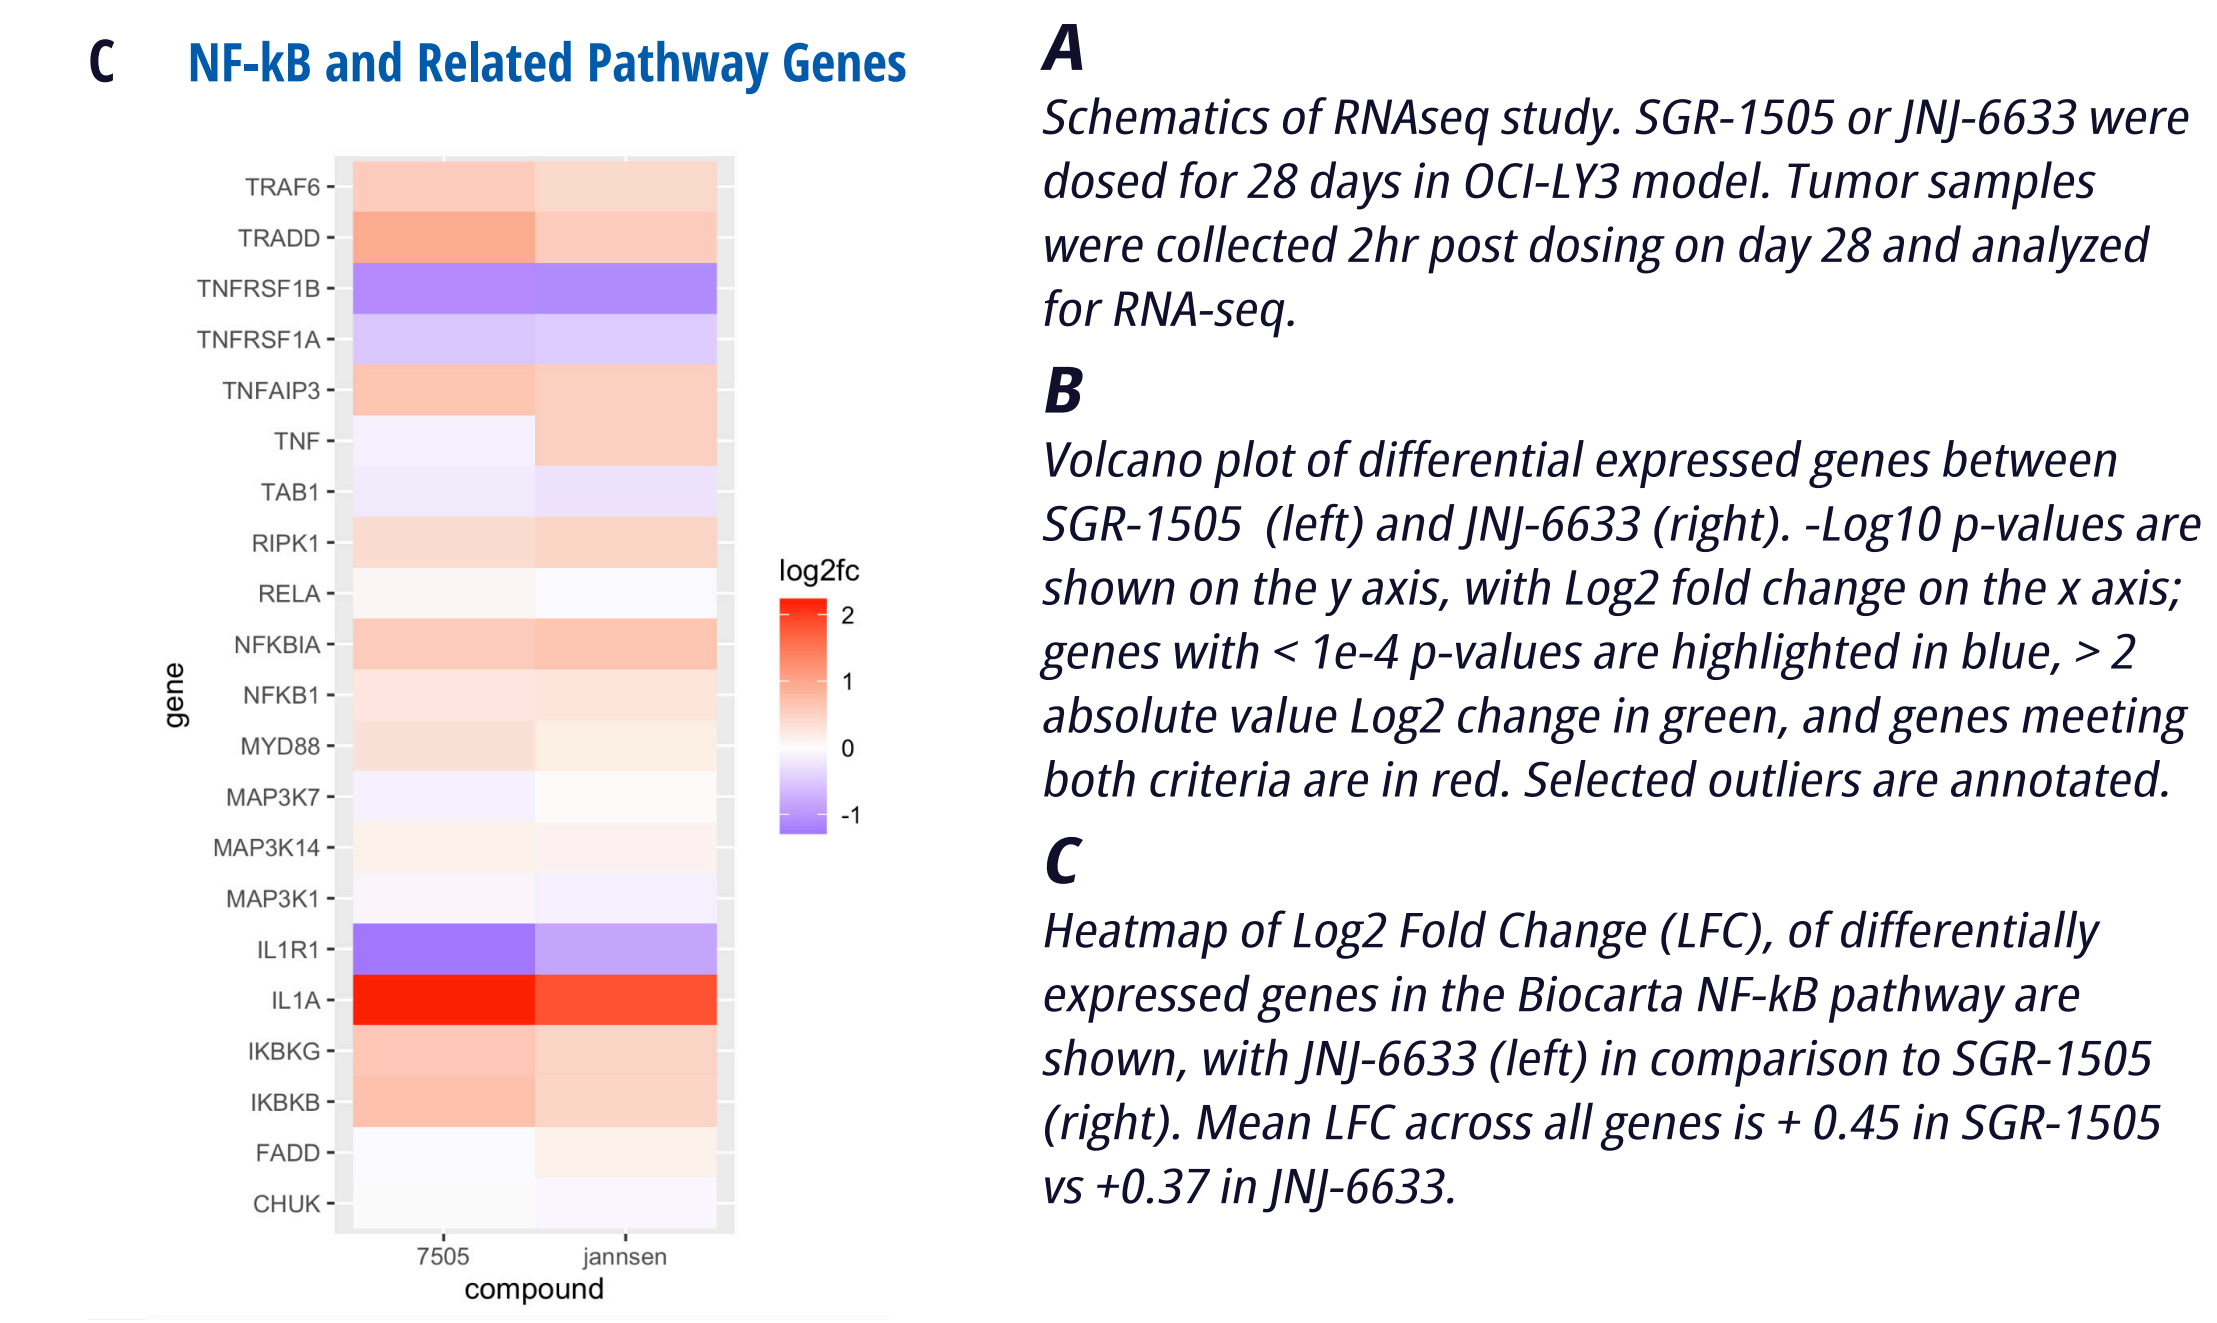 C NF-kB and Related Pathway Genes
TRAF6
TRADD
TNFRSF1B
TNFRSF1A
TNFAIP3
TNF
TAB1
RIPK1
RELA
NFKBIA
NFKB1
MYD88
MAP3K7
MAP3K14
MAP3K1
IL1R1
IL1A
IKBKG
IKBKB
FADD
CHUK
gene
7505 jannsen
compound
log2fc
2
1
0
-1
A
Schematics of RNAseq study. SGR-1505 or JNJ-6633 were
dosed for 28 days in OCI-LY3 model. Tumor samples
were collected 2hr post dosing on day 28 and analyzed
for RNA-seq.
B
Volcano plot of differential expressed genes between
SGR-1505 (left) and JNJ-6633 (right). -Log10 p-values are
shown on the y axis, with Log2 fold change on the x axis;
genes with < 1e-4 p-values are highlighted in blue, > 2
absolute value Log2 change in green, and genes meeting
both criteria are in red. Selected outliers are annotated.
C
Heatmap of Log2 Fold Change (LFC), of differentially
expressed genes in the Biocarta NF-kB pathway are
shown, with JNJ-6633 (left) in comparison to SGR-1505
(right). Mean LFC across all genes is + 0.45 in SGR-1505
vs +0.37 in JNJ-6633.